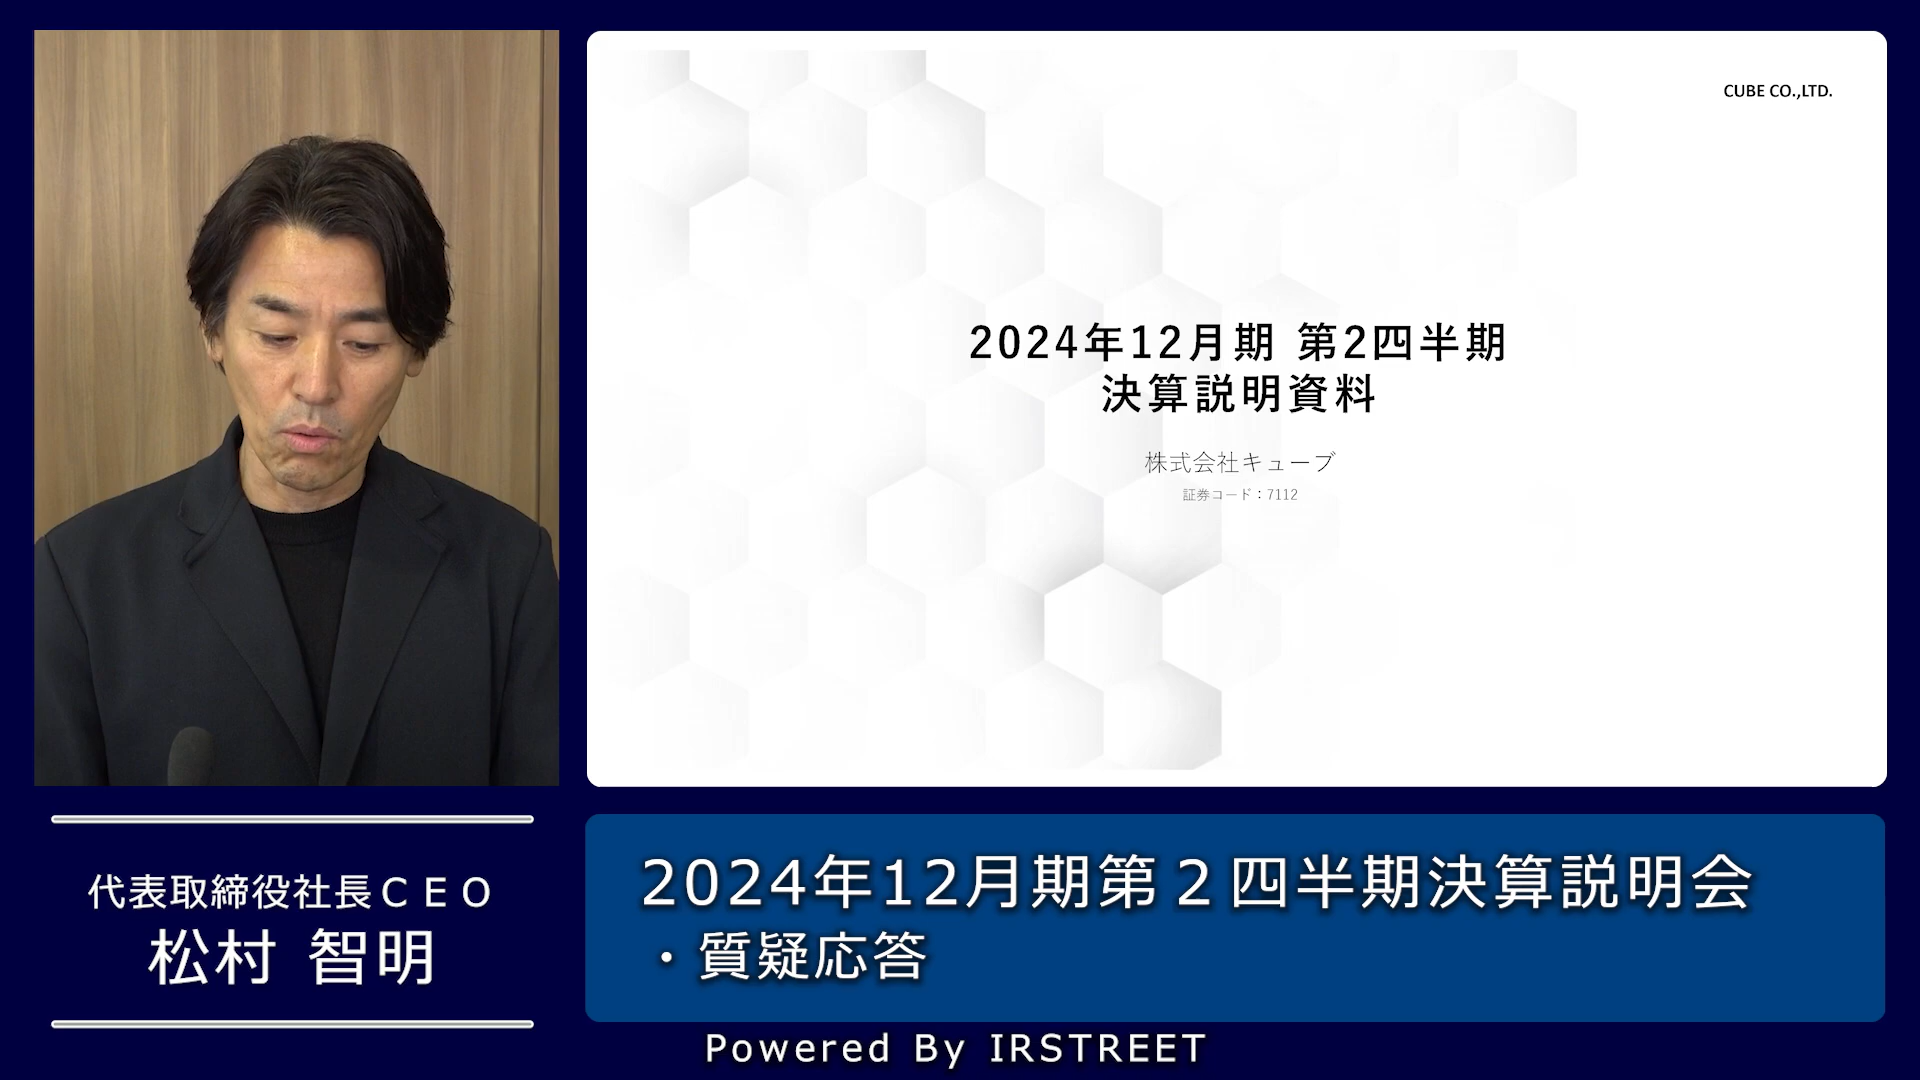 CUBE CO.,LTD.
2024年12月期 第2四半期
決算説明資料
株式会社キューブ
証券コード：7112
代表取締役社長ＣＥＯ
松村 智明
2024年12月期第２四半期決算説明会
・質疑応答
Powered By IRSTREET